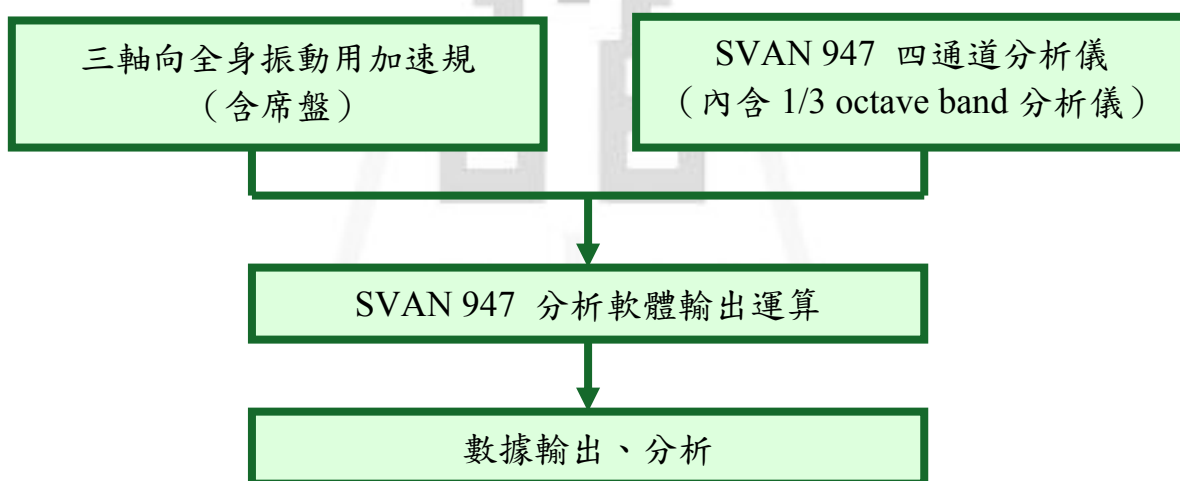 三軸向全身振動用加速規
（含席盤）
SVAN 947 四通道分析儀
（內含 1/3 octave band 分析儀）
SVAN 947 分析軟體輸出運算
數據輸出、分析